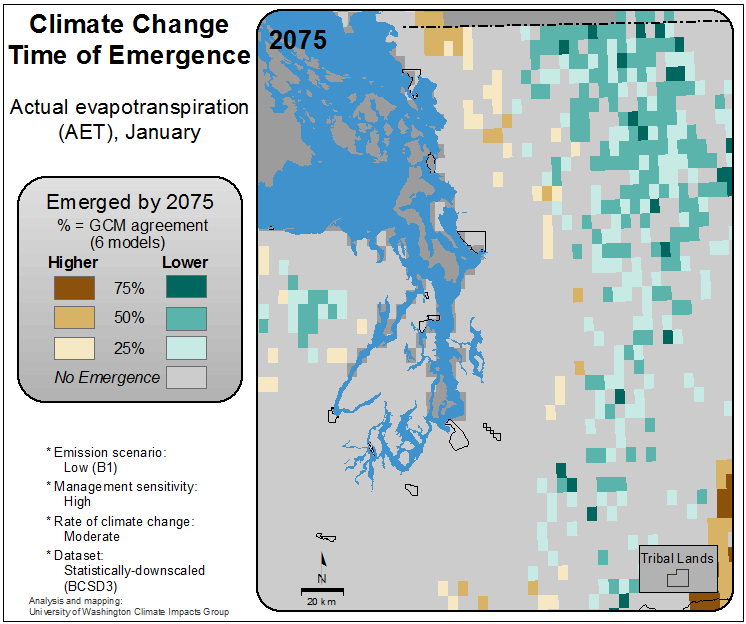 Climate Change
Time of Emergence
Actual evapotranspiration
(AET), January
Emerged by 2075
% = GCM agreement
(6 models)
Higher Lower
75%
50%
25%
No Emergence
* Emission scenario:
Low (B1)
* Management sensitivity:
High
* Rate of climate change:
Moderate
* Dataset:
Statistically-downscaled
(BCSD3)
Analysis and mapping:
University of Washington Climate Impacts Group
2075
N
20 km
Tribal Lands